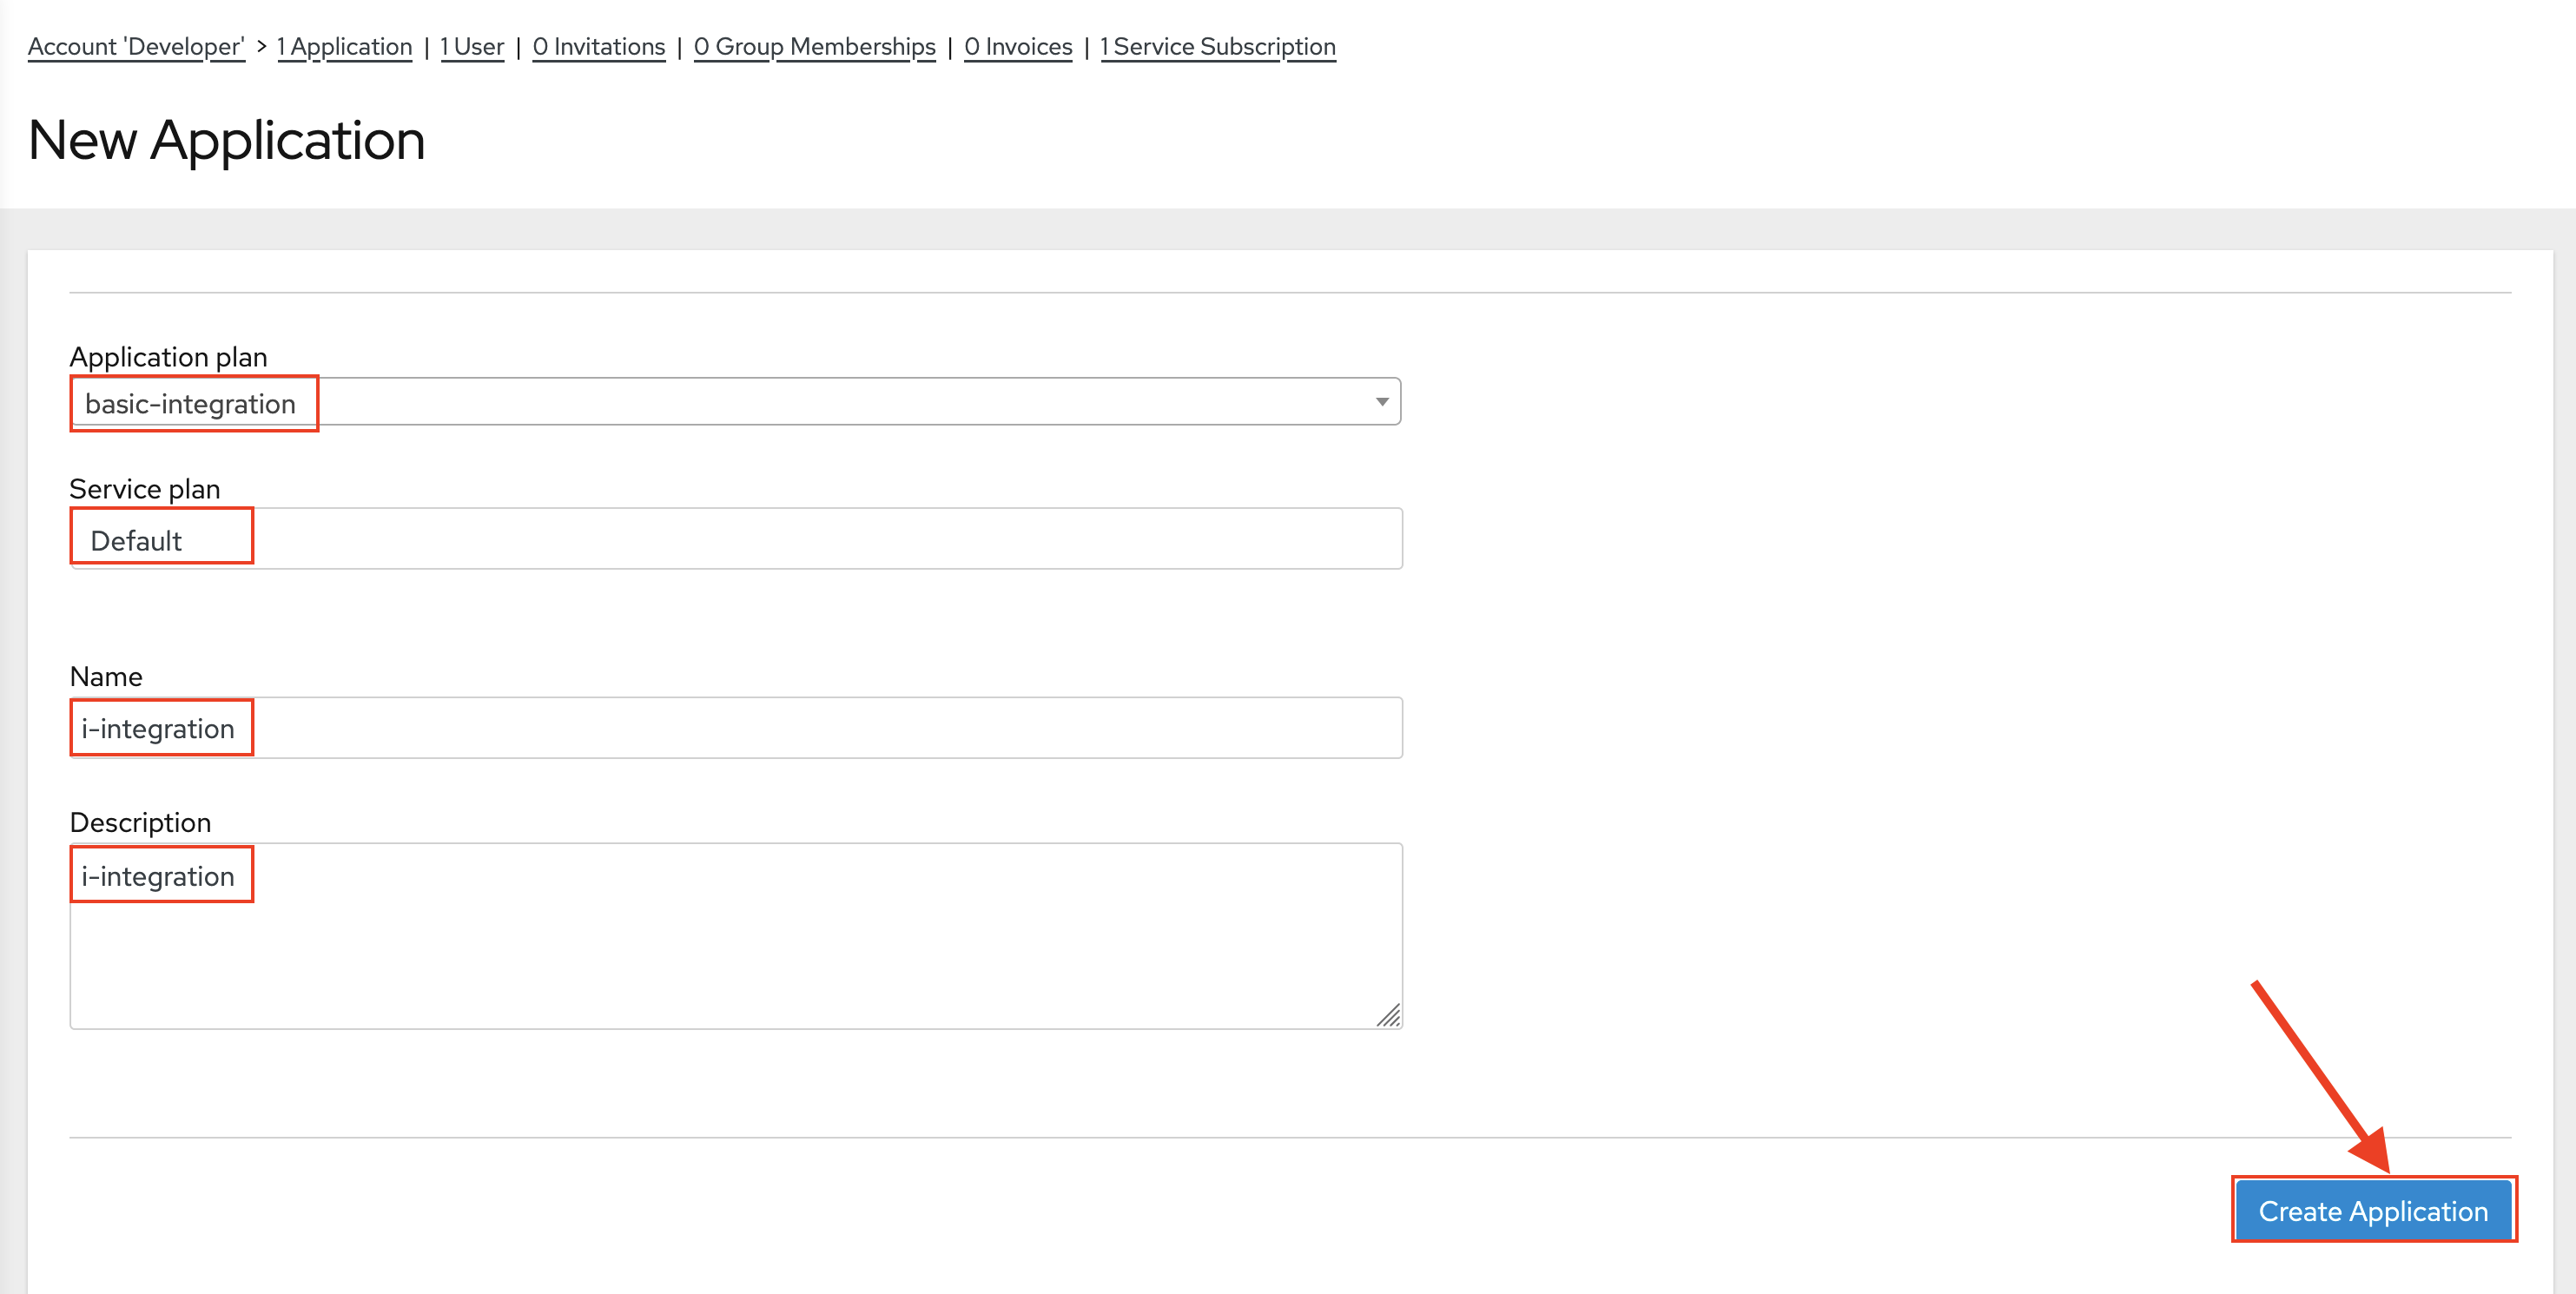 Account 'Developer' > 1 Application | 1 User | 0 Invitations | 0 Group Memberships | 0 Invoices | 1 Service Subscription
New Application
Application plan
basic-integration
Service plan
Default
Name
i-integration
Description
i-integration
Create Application